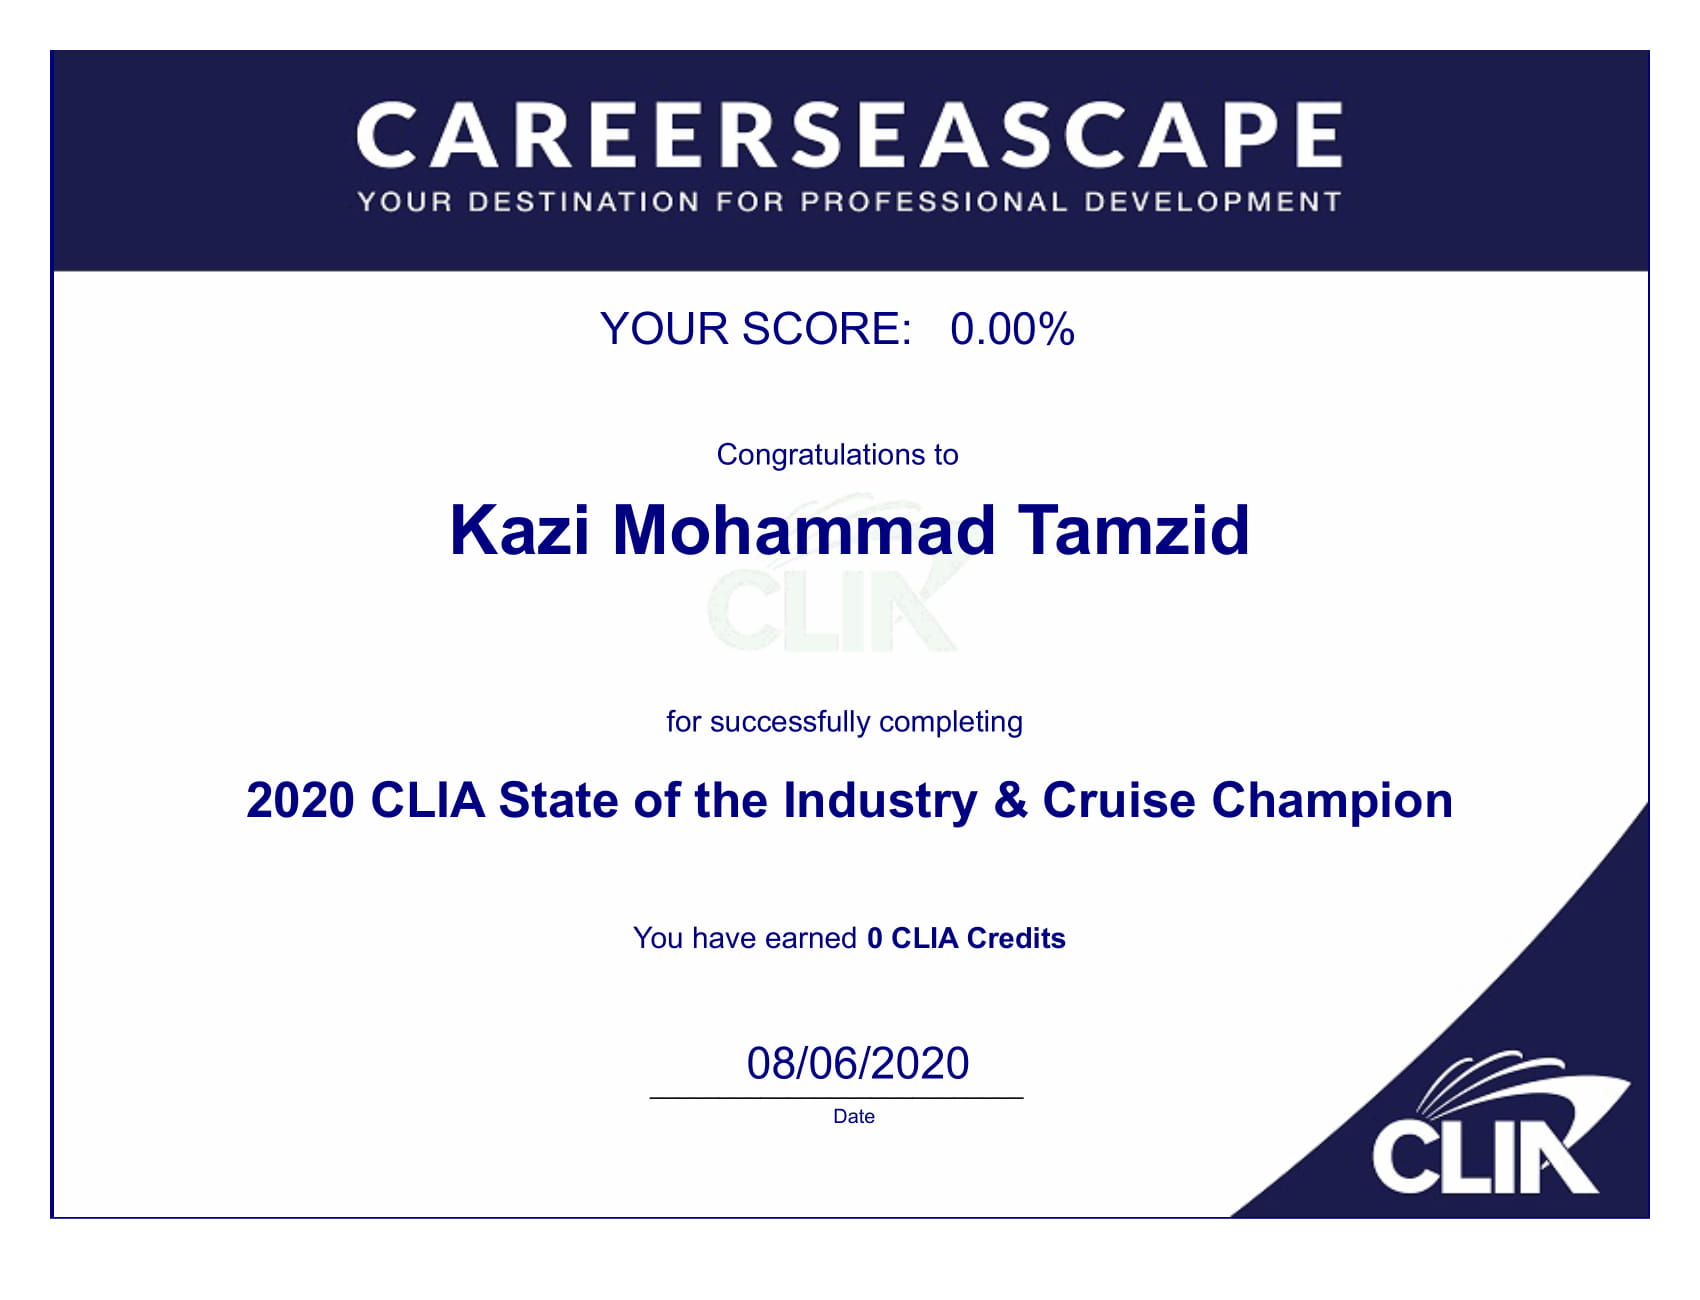 CAREERSEASCAPE
YOUR DESTINATION FOR PROFESSIONAL DEVELOPMENT
YOUR SCORE: 0.00%
Congratulations to
Kazi Mohammad Tamzid
CLIA
for successfully completing
2020 CLIA State of the Industry & Cruise Champion
You have earned 0 CLIA Credits
08/06/2020
Date
CLIA